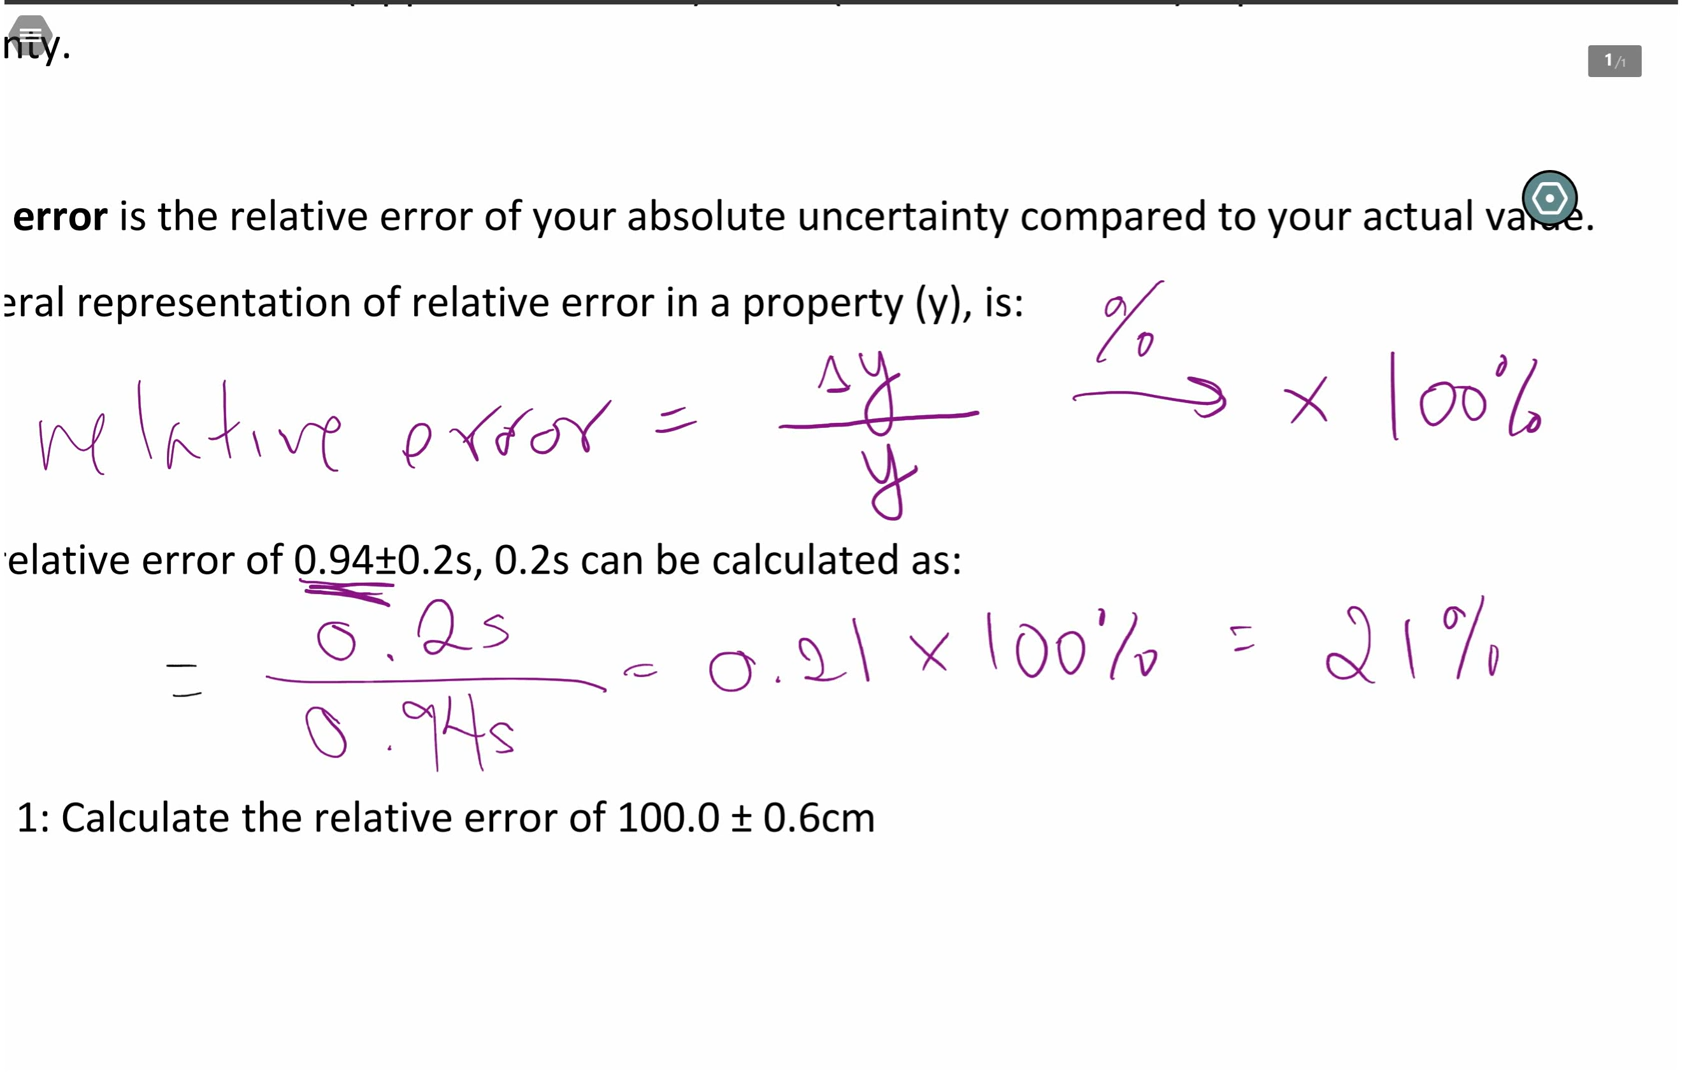 nty.
1/1
error is the relative error of your absolute uncertainty compared to your actual value.
eral representation of relative error in a property (y), is:
relative error = Δy/y % → × 100%
elative error of 0.94±0.2s, 0.2s can be calculated as:
= 0.2s/0.94s = 0.21 × 100% = 21%
1: Calculate the relative error of 100.0 ± 0.6cm